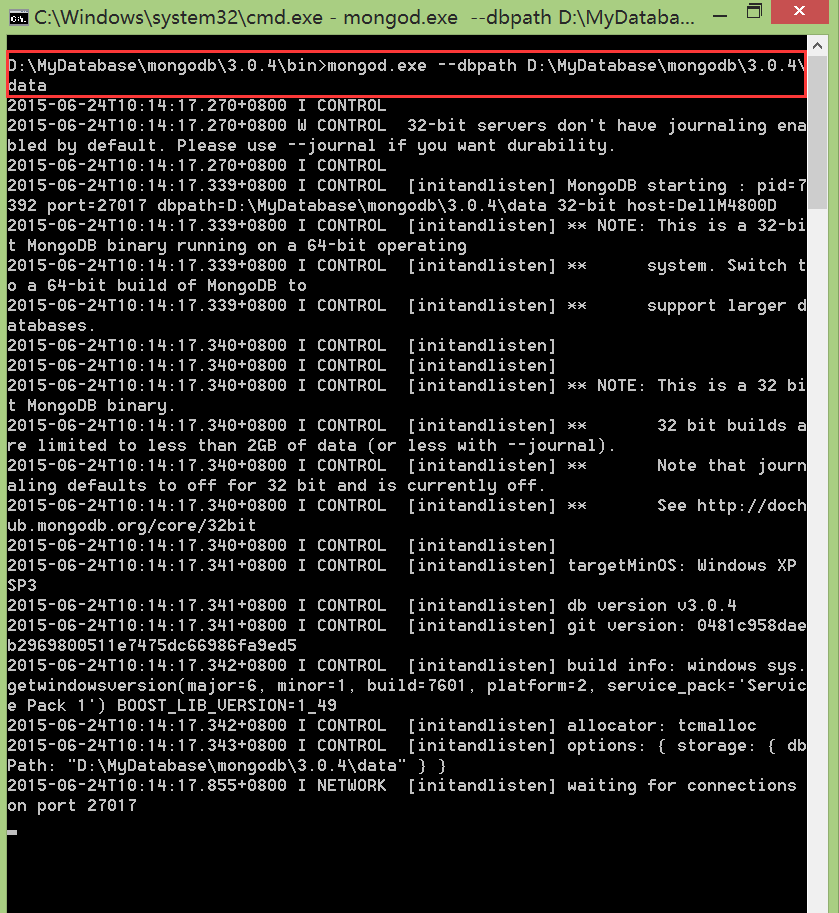 C:\Windows\system32\cmd.exe - mongod.exe  --dbpath D:\MyDataba...
D:\MyDatabase\mongodb\3.0.4\bin>mongod.exe --dbpath D:\MyDatabase\mongodb\3.0.4\
data
2015-06-24T10:14:17.270+0800 I CONTROL
2015-06-24T10:14:17.270+0800 W CONTROL  32-bit servers don't have journaling ena
bled by default. Please use --journal if you want durability.
2015-06-24T10:14:17.270+0800 I CONTROL
2015-06-24T10:14:17.339+0800 I CONTROL  [initandlisten] MongoDB starting : pid=7
392 port=27017 dbpath=D:\MyDatabase\mongodb\3.0.4\data 32-bit host=DellM4800D
2015-06-24T10:14:17.339+0800 I CONTROL  [initandlisten] ** NOTE: This is a 32-bi
t MongoDB binary running on a 64-bit operating
2015-06-24T10:14:17.339+0800 I CONTROL  [initandlisten] **      system. Switch t
o a 64-bit build of MongoDB to
2015-06-24T10:14:17.339+0800 I CONTROL  [initandlisten] **      support larger d
atabases.
2015-06-24T10:14:17.340+0800 I CONTROL  [initandlisten]
2015-06-24T10:14:17.340+0800 I CONTROL  [initandlisten]
2015-06-24T10:14:17.340+0800 I CONTROL  [initandlisten] ** NOTE: This is a 32 bi
t MongoDB binary.
2015-06-24T10:14:17.340+0800 I CONTROL  [initandlisten] **       32 bit builds a
re limited to less than 2GB of data (or less with --journal).
2015-06-24T10:14:17.340+0800 I CONTROL  [initandlisten] **       Note that journ
aling defaults to off for 32 bit and is currently off.
2015-06-24T10:14:17.340+0800 I CONTROL  [initandlisten] **       See http://doch
ub.mongodb.org/core/32bit
2015-06-24T10:14:17.340+0800 I CONTROL  [initandlisten]
2015-06-24T10:14:17.341+0800 I CONTROL  [initandlisten] targetMinOS: Windows XP
SP3
2015-06-24T10:14:17.341+0800 I CONTROL  [initandlisten] db version v3.0.4
2015-06-24T10:14:17.341+0800 I CONTROL  [initandlisten] git version: 0481c958dae
b2969800511e7475dc66986fa9ed5
2015-06-24T10:14:17.342+0800 I CONTROL  [initandlisten] build info: windows sys.
getwindowsversion(major=6, minor=1, build=7601, platform=2, service_pack='Servic
e Pack 1') BOOST_LIB_VERSION=1_49
2015-06-24T10:14:17.342+0800 I CONTROL  [initandlisten] allocator: tcmalloc
2015-06-24T10:14:17.343+0800 I CONTROL  [initandlisten] options: { storage: { db
Path: "D:\MyDatabase\mongodb\3.0.4\data" } }
2015-06-24T10:14:17.855+0800 I NETWORK  [initandlisten] waiting for connections
on port 27017